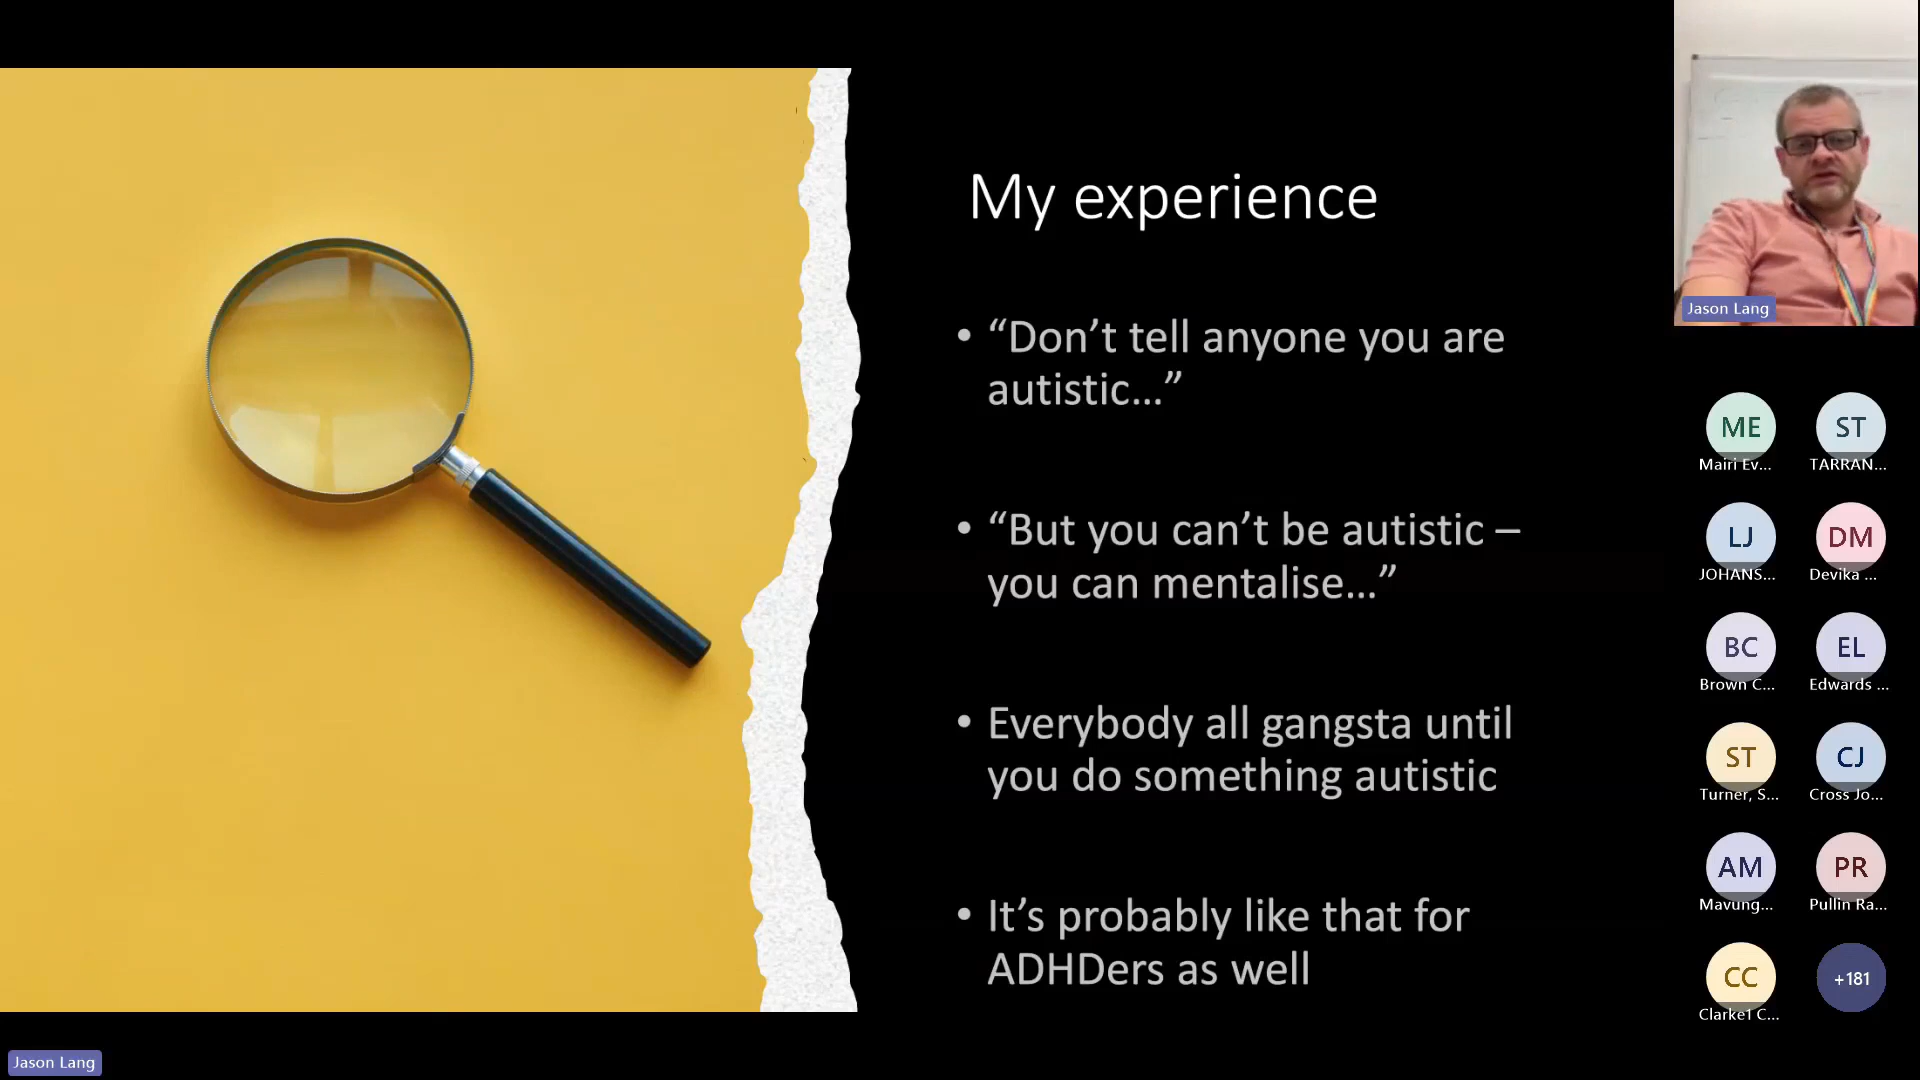 My experience
• “Don’t tell anyone you are
autistic...”
• “But you can’t be autistic –
you can mentalise...”
• Everybody all gangsta until
you do something autistic
• It’s probably like that for
ADHDers as well
Jason Lang
ME
ST
Mairi Ev...
TARRAN...
LJ
DM
JOHANS...
Devika ...
BC
EL
Brown C...
Edwards ...
ST
CJ
Turner, S...
Cross Jo...
AM
PR
Mavung...
Pullin Ra...
CC
+181
Clarke1 C...
Jason Lang